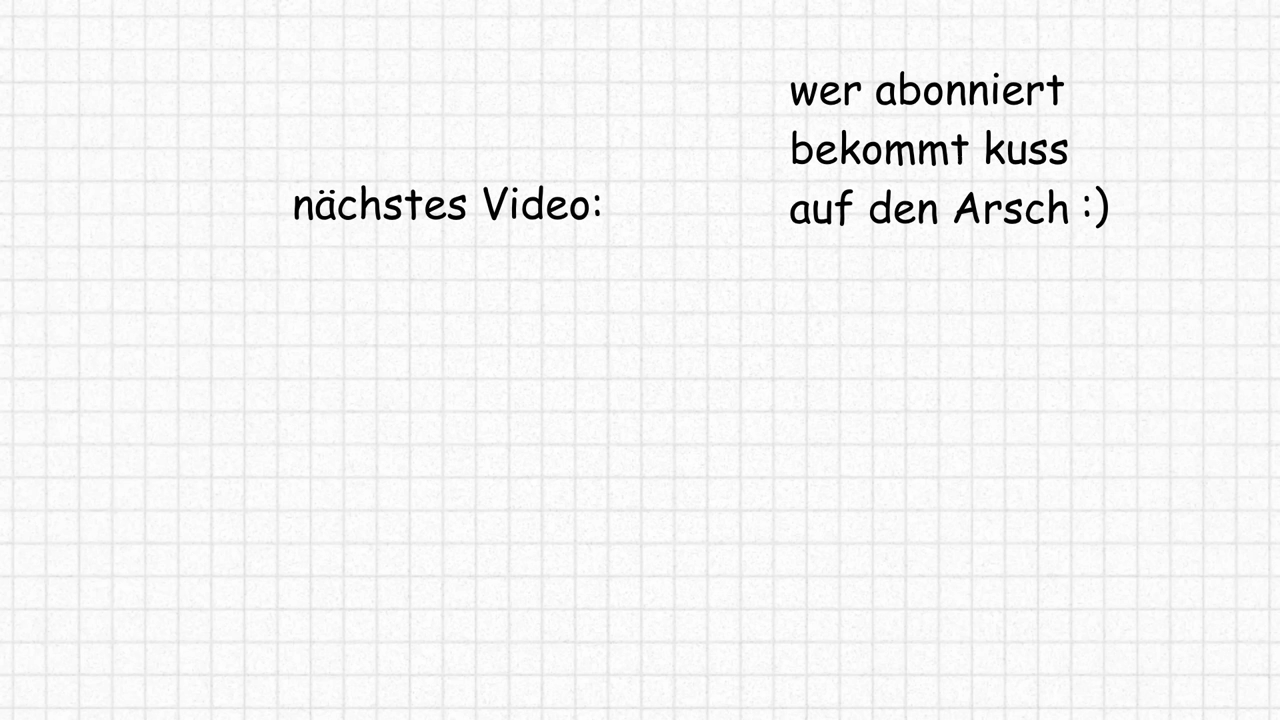 nächstes Video:
wer abonniert
bekommt kuss
auf den Arsch :)